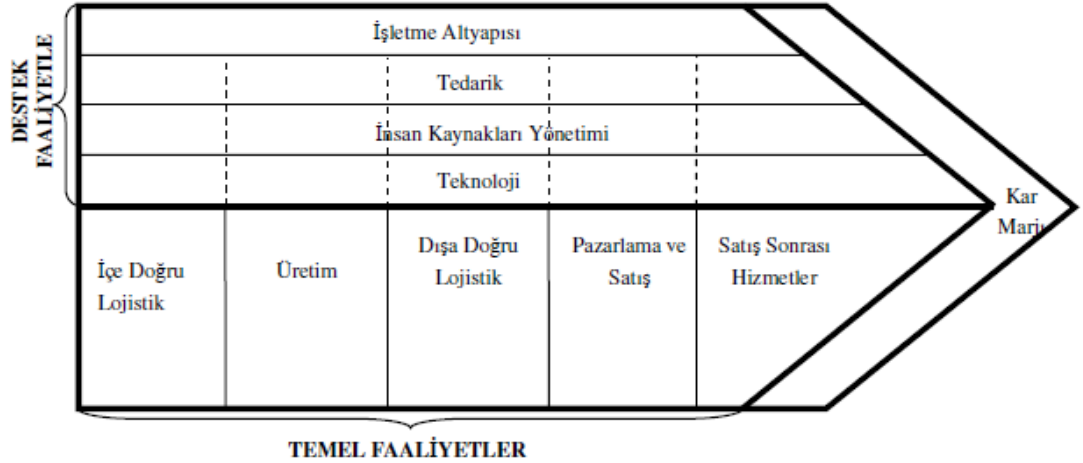 DESTEK
FAALİYETLE
İşletme Altyapısı
Tedarik
İnsan Kaynakları Yönetimi
Teknoloji
İçe Doğru
Lojistik
Üretim
Dışa Doğru
Lojistik
Pazarlama ve
Satış
Satış Sonrası
Hizmetler
Kar
Marjı
TEMEL FAALİYETLER